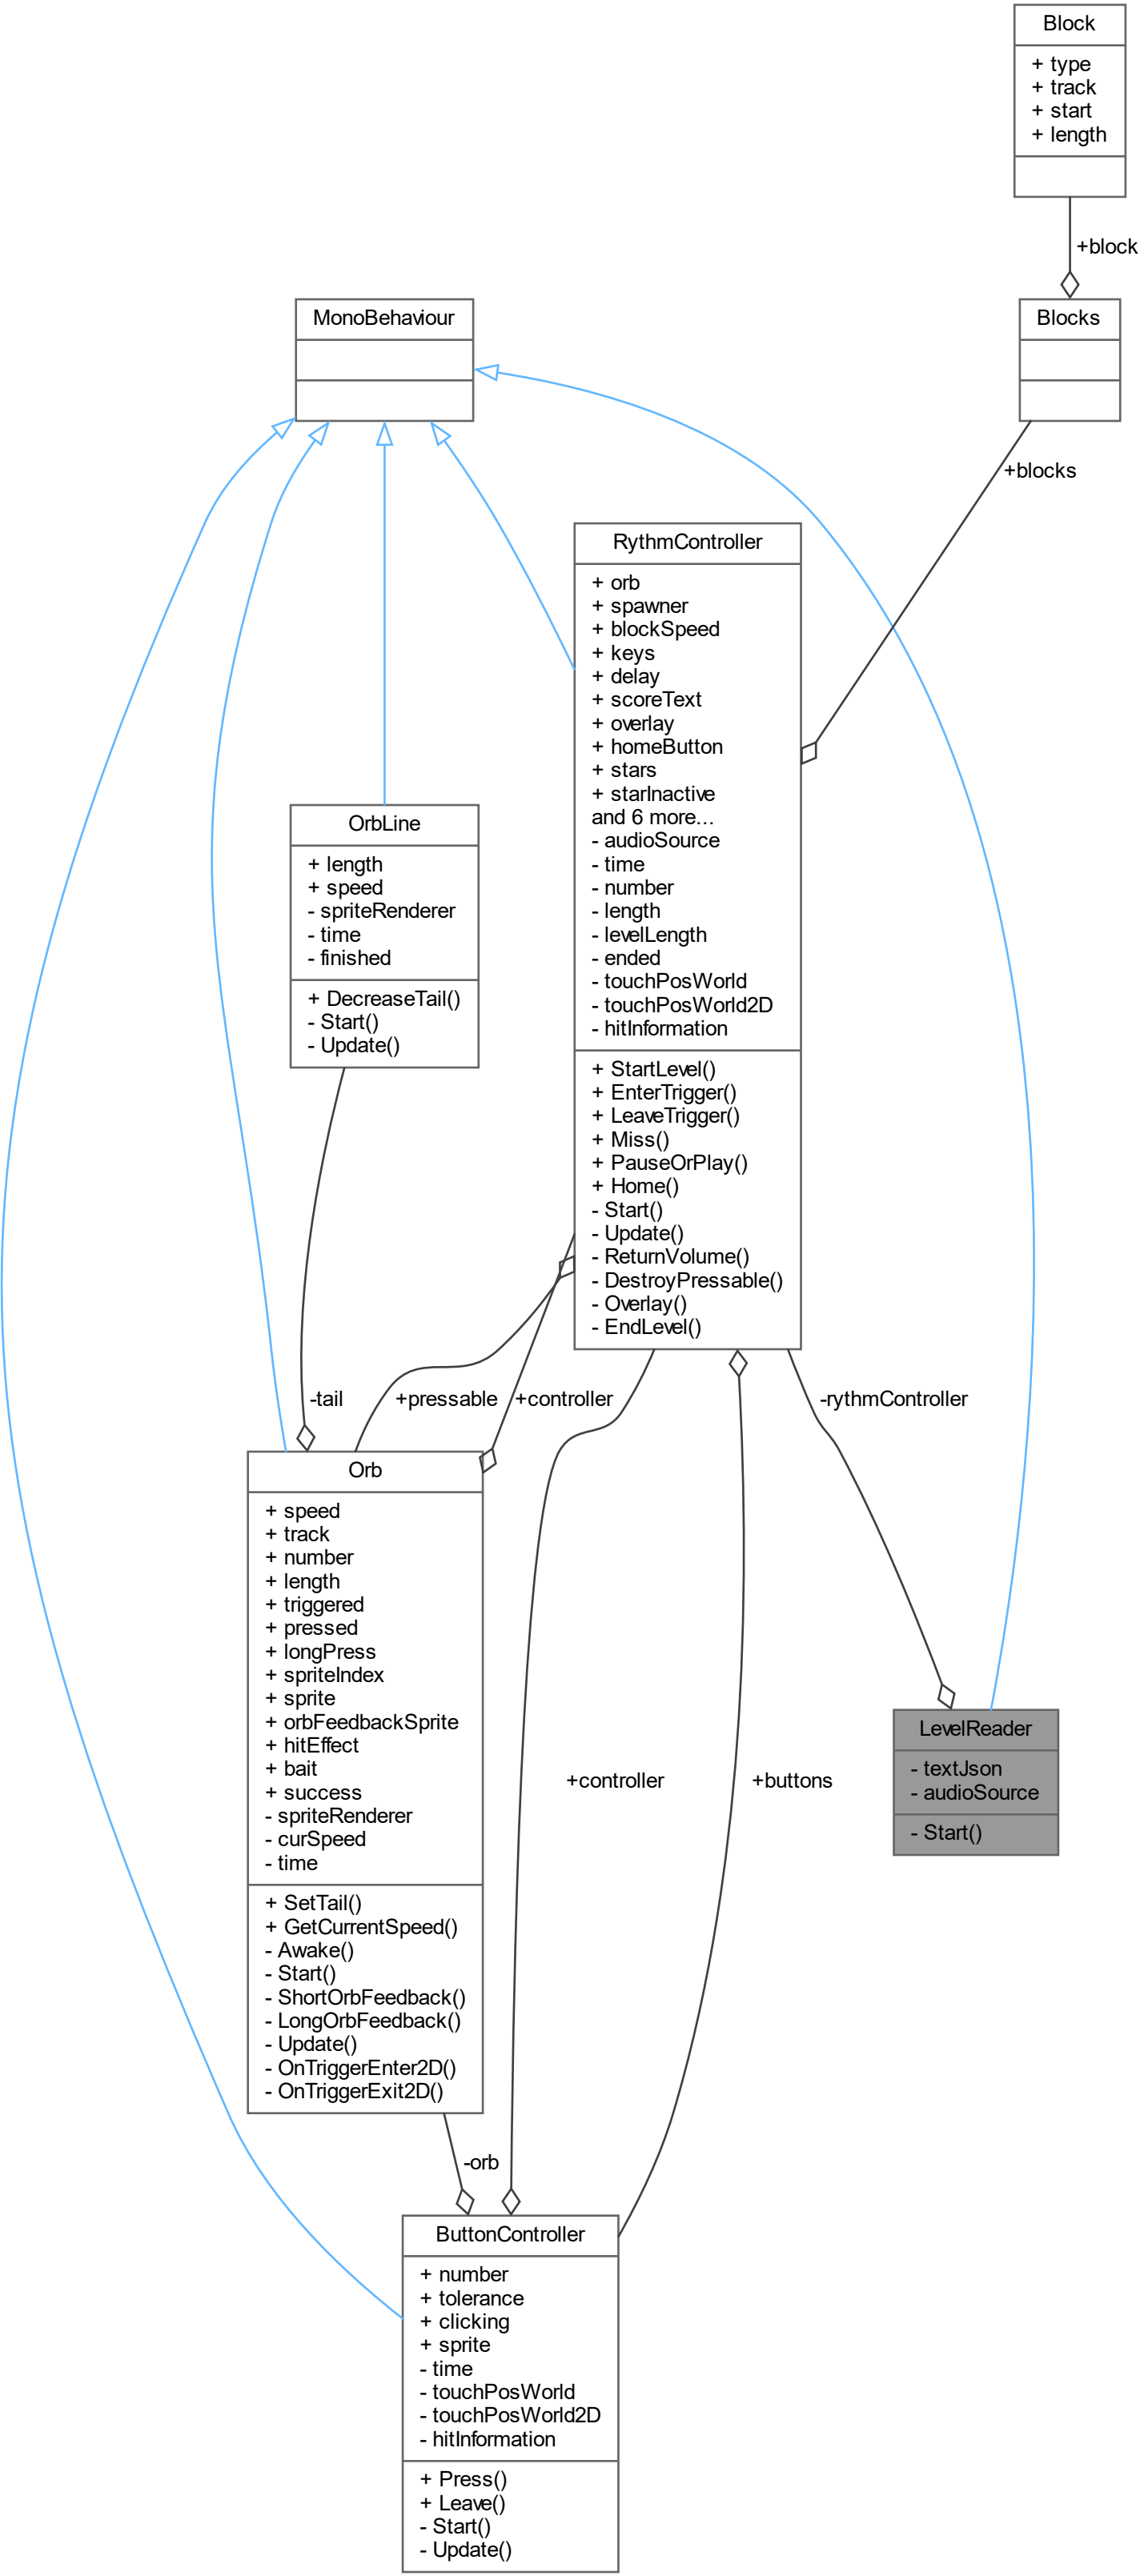 Block
+ type
+ track
+ start
+ length
+block
MonoBehaviour
Blocks
+blocks
RythmController
+ orb
+ spawner
+ blockSpeed
+ keys
+ delay
+ scoreText
+ overlay
+ homeButton
+ stars
+ starInactive
and 6 more...
- audioSource
- time
- number
- length
- levelLength
- ended
- touchPosWorld
- touchPosWorld2D
- hitInformation
+ StartLevel()
+ EnterTrigger()
+ LeaveTrigger()
+ Miss()
+ PauseOrPlay()
+ Home()
- Start()
- Update()
- ReturnVolume()
- DestroyPressable()
- Overlay()
- EndLevel()
OrbLine
+ length
+ speed
- spriteRenderer
- time
- finished
+ DecreaseTail()
- Start()
- Update()
-tail
+pressable
+controller
-rythmController
Orb
+ speed
+ track
+ number
+ length
+ triggered
+ pressed
+ longPress
+ spriteIndex
+ sprite
+ orbFeedbackSprite
+ hitEffect
+ bait
+ success
- spriteRenderer
- curSpeed
- time
+ SetTail()
+ GetCurrentSpeed()
- Awake()
- Start()
- ShortOrbFeedback()
- LongOrbFeedback()
- Update()
- OnTriggerEnter2D()
- OnTriggerExit2D()
+controller
+buttons
LevelReader
- textJson
- audioSource
- Start()
-orb
ButtonController
+ number
+ tolerance
+ clicking
+ sprite
- time
- touchPosWorld
- touchPosWorld2D
- hitInformation
+ Press()
+ Leave()
- Start()
- Update()